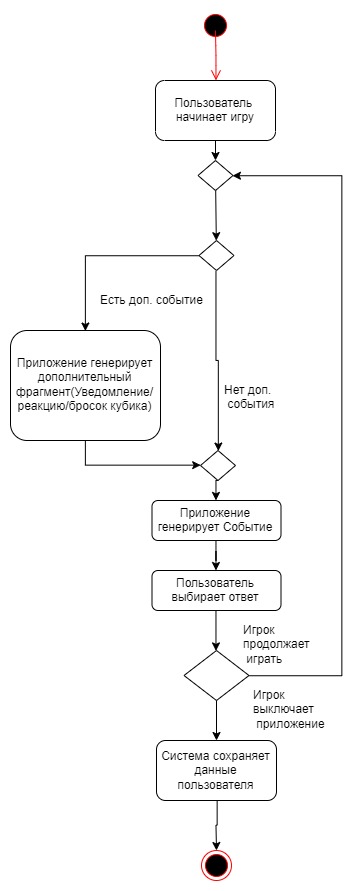 Пользователь
начинает игру
Есть доп. событие
Приложение генерирует
дополнительный
фрагмент(Уведомление/
реакцию/бросок кубика)
Нет доп.
события
Приложение
генерирует Событие
Пользователь
выбирает ответ
Игрок
продолжает
играть
Игрок
выключает
приложение
Система сохраняет
данные
пользователя